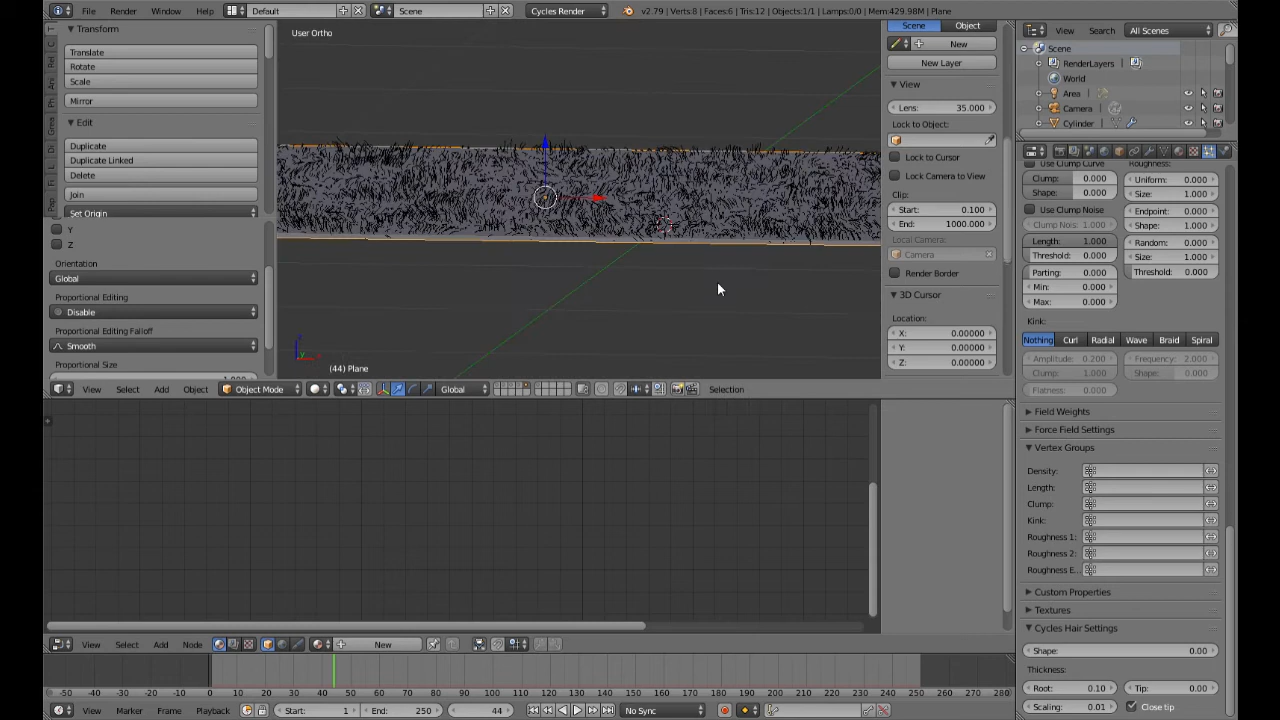 File Render Window Help Default Scene Cycles Render v2.79 | Verts:8 | Faces:6 | Tris:12 | Objects:1/1 | Lamps:0/0 | Mem:429.98M | Plane
Transform
Translate
Rotate
Scale
Mirror
Edit
Duplicate
Duplicate Linked
Delete
Join
Set Origin
Y
Z
Orientation
Global
Proportional Editing
Disable
Proportional Editing Falloff
Smooth
Proportional Size
User Ortho
(44) Plane
View Select Add Object Object Mode Global Selection
Scene Object
New
New Layer
View
Lens: 35.000
Lock to Object:
Lock to Cursor
Lock Camera to View
Clip:
Start: 0.100
End: 1000.000
Local Camera:
Camera
Render Border
3D Cursor
Location:
X: 0.00000
Y: 0.00000
Z: 0.00000
View Search All Scenes
Scene
RenderLayers
World
Area
Camera
Cylinder
Use Clump Curve
Roughness:
Clump: 0.000
Uniform: 0.000
Shape: 0.000
Size: 1.000
Use Clump Noise
Endpoint: 0.000
Clump Nois: 1.000
Shape: 1.000
Length: 1.000
Random: 0.000
Threshold: 0.000
Size: 1.000
Parting: 0.000
Threshold: 0.000
Min: 0.000
Max: 0.000
Kink:
Nothing Curl Radial Wave Braid Spiral
Amplitude: 0.200
Frequency: 2.000
Clump: 1.000
Shape: 0.000
Flatness: 0.000
Field Weights
Force Field Settings
Vertex Groups
Density:
Length:
Clump:
Kink:
Roughness 1:
Roughness 2:
Roughness E...
Custom Properties
Textures
Cycles Hair Settings
Shape: 0.00
Thickness:
Root: 0.10
Tip: 0.00
Scaling: 0.01
Close tip
View Select Add Node New
-50 -40 -30 -20 -10 0 10 20 30 40 50 60 70 80 90 100 110 120 130 140 150 160 170 180 190 200 210 220 230 240 250 260 270 280
View Marker Frame Playback Start: 1 End: 250 44 No Sync